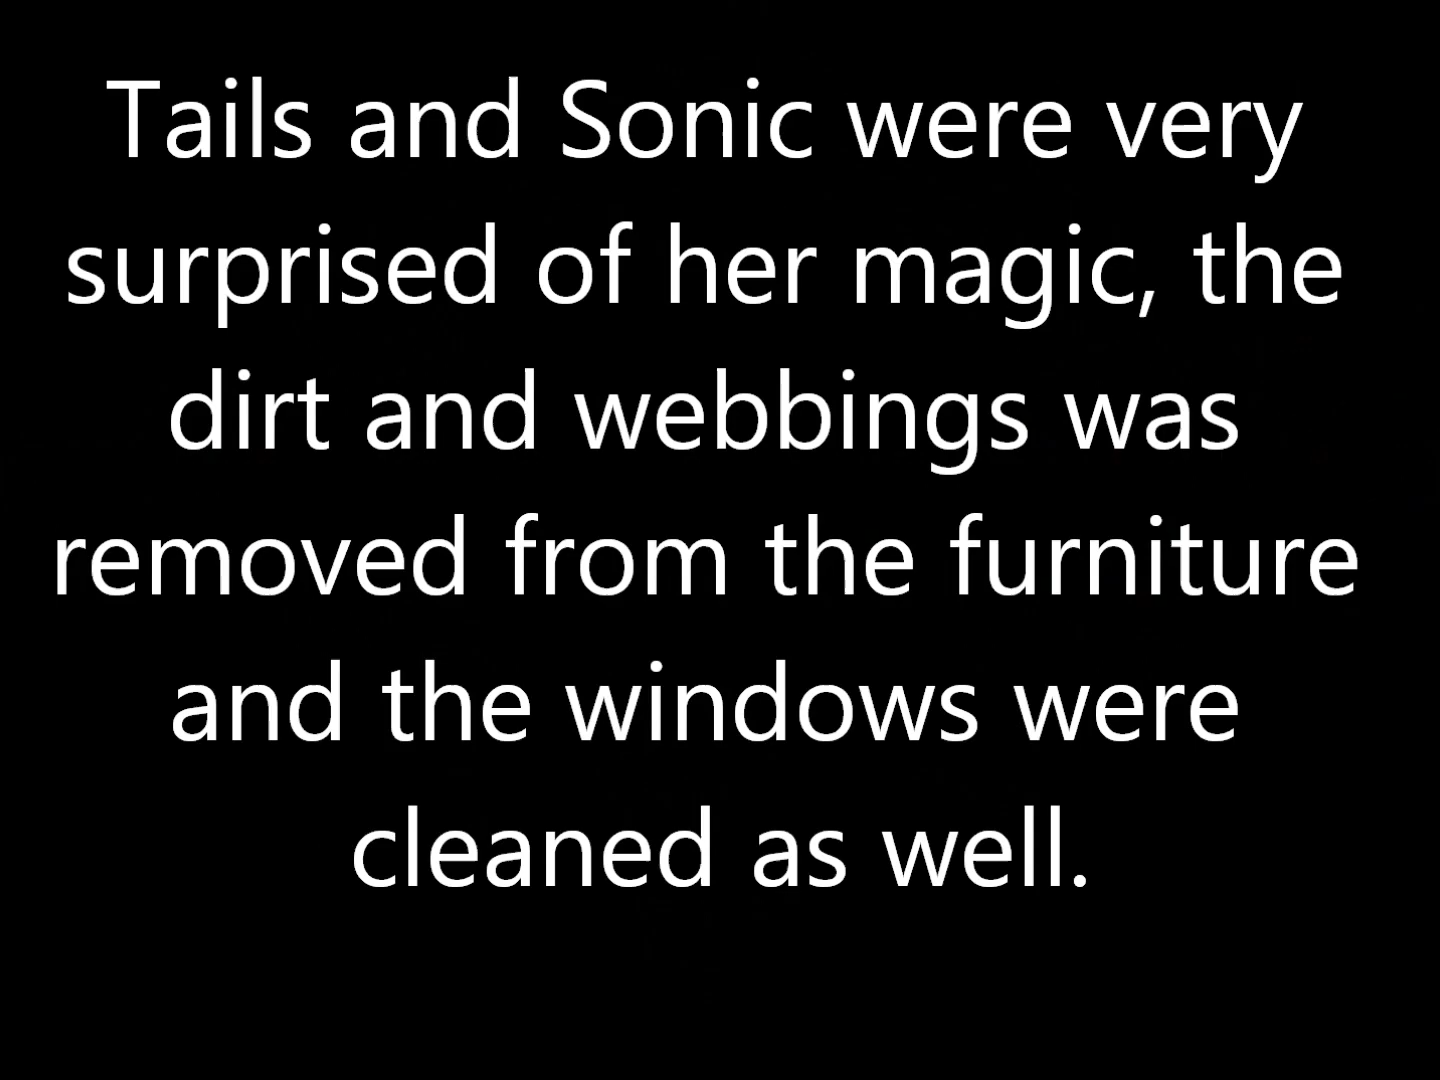 Tails and Sonic were very
surprised of her magic, the
dirt and webbings was
removed from the furniture
and the windows were
cleaned as well.